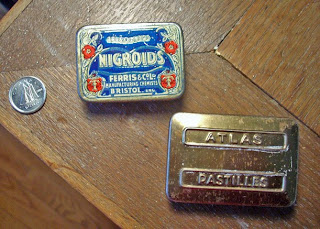 NIGROIDS
FERRIS & Co. LTD
MANUFACTURING CHEMISTS
BRISTOL
ATLAS
PASTILLES